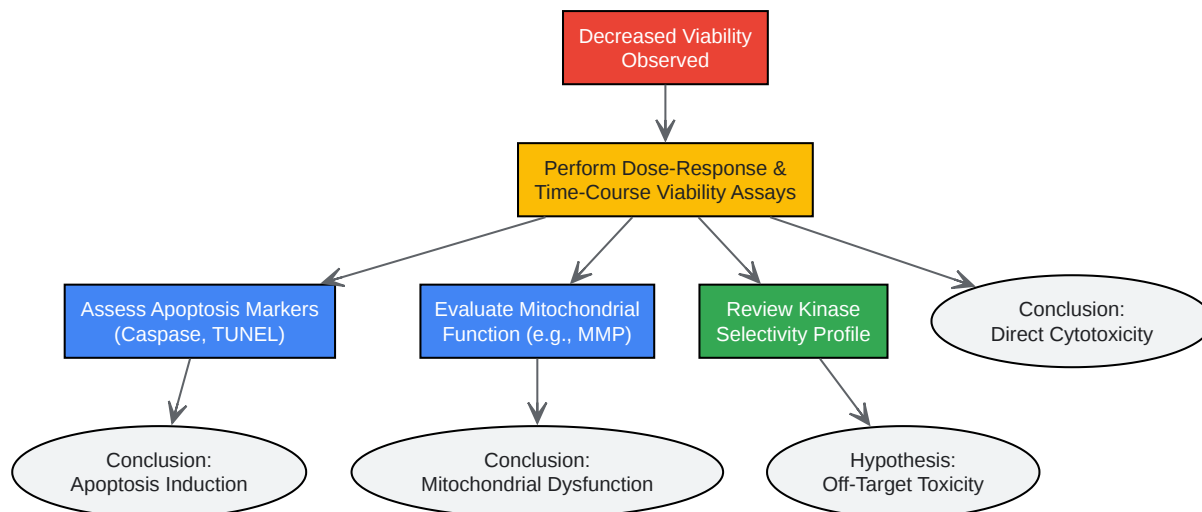 Decreased Viability
Observed
Perform Dose-Response &
Time-Course Viability Assays
Assess Apoptosis Markers
(Caspase, TUNEL)
Evaluate Mitochondrial
Function (e.g., MMP)
Review Kinase
Selectivity Profile
Conclusion:
Direct Cytotoxicity
Conclusion:
Apoptosis Induction
Conclusion:
Mitochondrial Dysfunction
Hypothesis:
Off-Target Toxicity